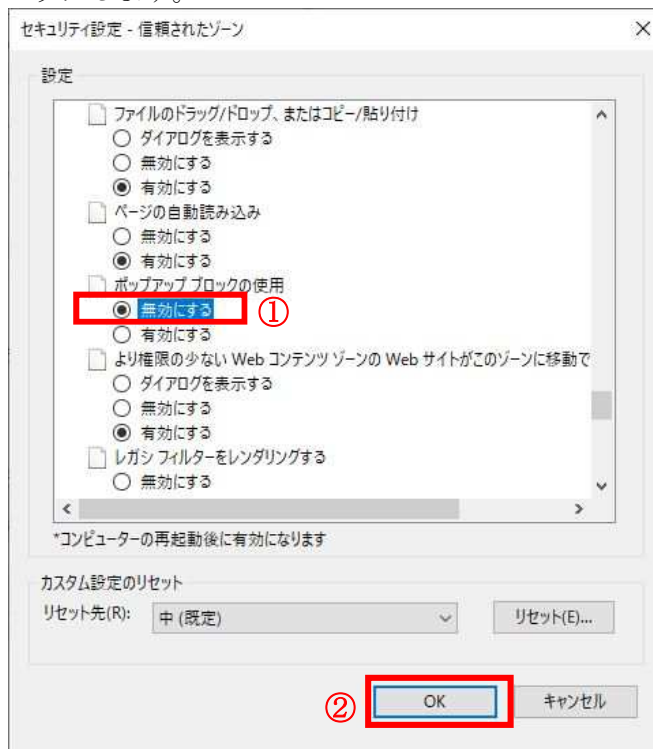 セキュリティ設定 - 信頼されたゾーン
設定
ファイルのドラッグ/ドロップ、またはコピー/貼り付け
ダイアログを表示する
無効にする
有効にする
ページの自動読み込み
無効にする
有効にする
ポップアップ ブロックの使用
無効にする ①
有効にする
より権限の少ない Web コンテンツ ゾーンの Web サイトがこのゾーンに移動で
ダイアログを表示する
無効にする
有効にする
レガシ フィルターをレンダリングする
無効にする
*コンピューターの再起動後に有効になります
カスタム設定のリセット
リセット先(R): 中 (既定) リセット(E)...
② OK キャンセル